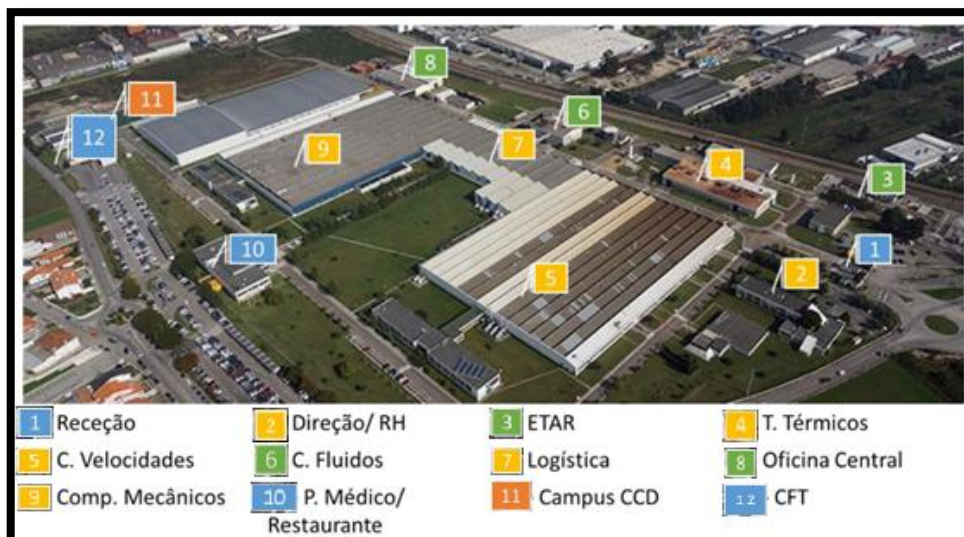 8
11
12
6
9
7
4
3
10
1
5
2
1 Receção
2 Direção/ RH
3 ETAR
4 T. Térmicos
5 C. Velocidades
6 C. Fluidos
7 Logística
8 Oficina Central
9 Comp. Mecânicos
10 P. Médico/
Restaurante
11 Campus CCD
12 CFT